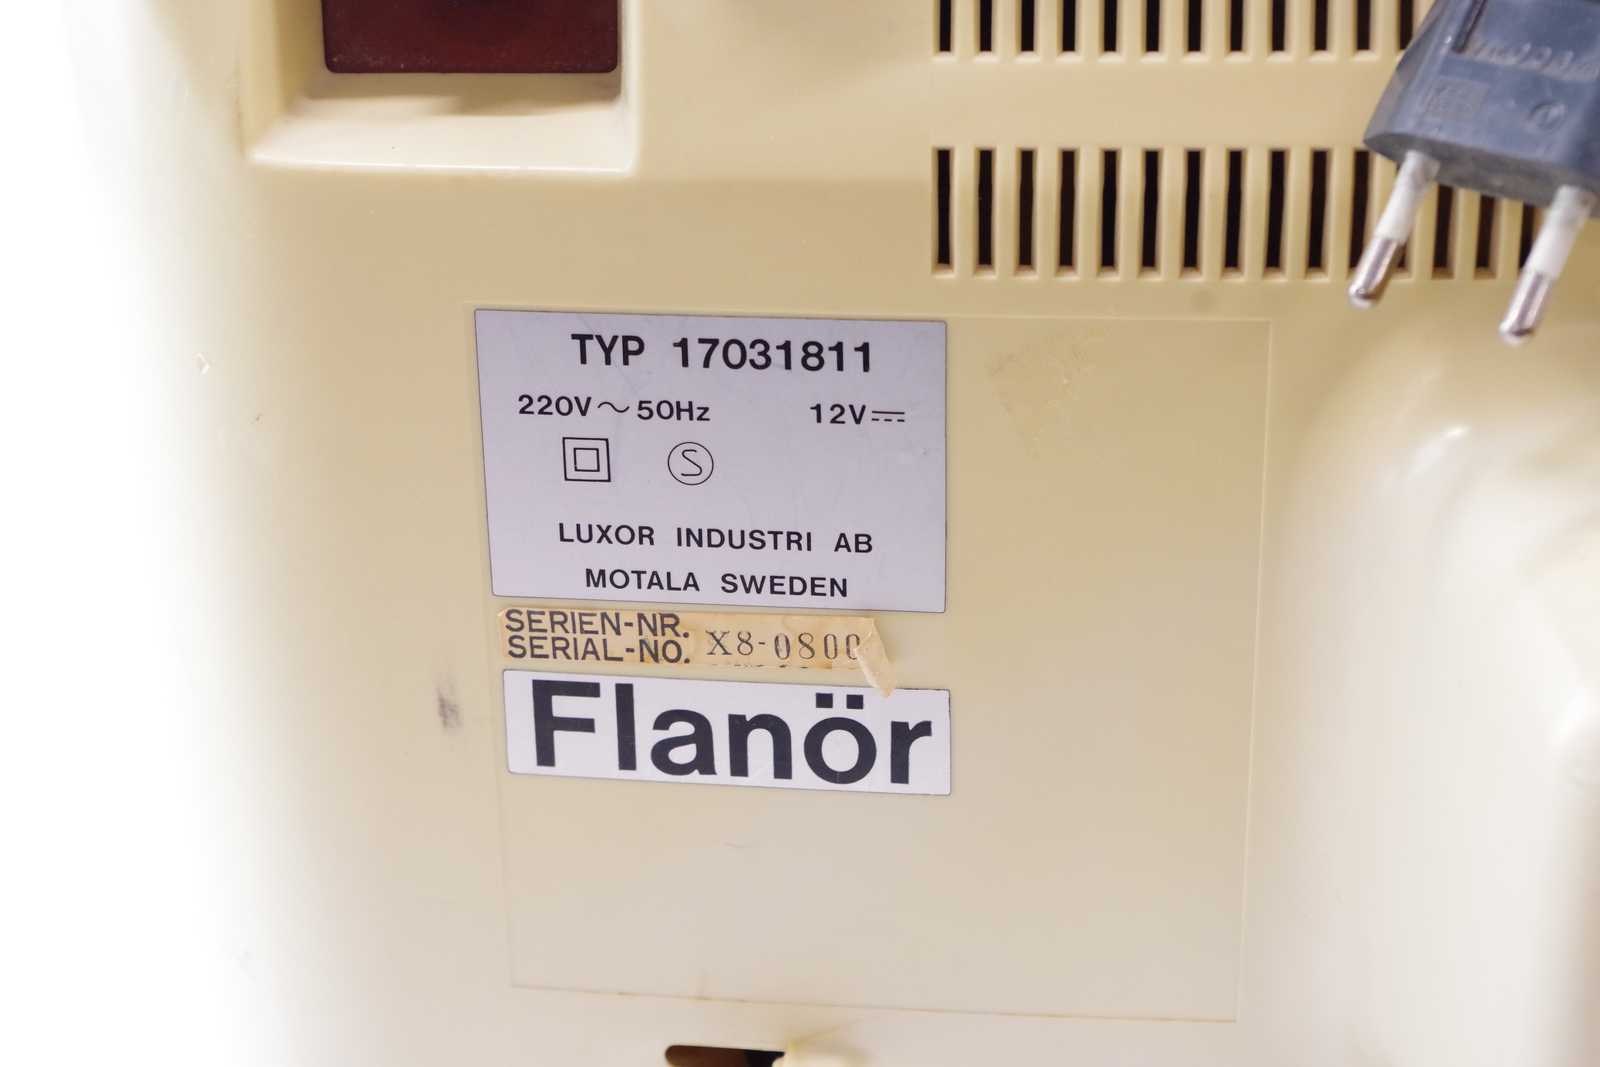 TYP 17031811
220V~50Hz 12V⎓
S
LUXOR INDUSTRI AB
MOTALA SWEDEN
SERIEN-NR.
SERIAL-NO. X8-0800
Flanör